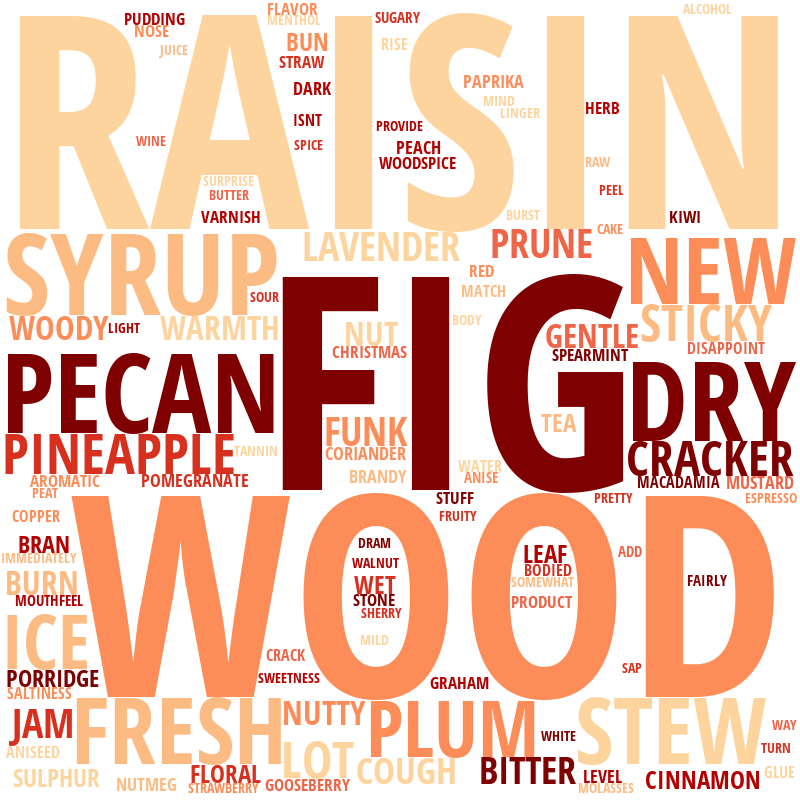 RAISIN
FLAVOR
PUDDING
MENTHOL
SUGARY
ALCOHOL
NOSE
JUICE
BUN
RISE
STRAW
PAPRIKA
DARK
MIND
LINGER
HERB
ISNT
PROVIDE
WINE
SPICE
PEACH
WOODSPICE
RAW
SURPRISE
BUTTER
PEEL
VARNISH
BURST
KIWI
CAKE
SYRUP
LAVENDER
PRUNE
NEW
RED
MATCH
SOUR
WOODY
LIGHT
WARMTH
NUT
BODY
GENTLE
STICKY
CHRISTMAS
SPEARMINT
DISAPPOINT
PECAN
FIG
DRY
FUNK
TEA
PINEAPPLE
TANNIN
CORIANDER
CRACKER
WATER
AROMATIC
POMEGRANATE
BRANDY
ANISE
MACADAMIA
MUSTARD
PEAT
STUFF
PRETTY
ESPRESSO
COPPER
FRUITY
WOOD
BRAN
DRAM
LEAF
ADD
IMMEDIATELY
WALNUT
BODIED
BURN
WET
SOMEWHAT
FAIRLY
MOUTHFEEL
STONE
PRODUCT
SHERRY
ICE
MILD
CRACK
SAP
PORRIDGE
SWEETNESS
GRAHAM
SALTINESS
JAM
FRESH
NUTTY
PLUM
WHITE
STEW
WAY
ANISEED
TURN
SULPHUR
NUTMEG
FLORAL
STRAWBERRY
LOT
GOOSEBERRY
COUGH
BITTER
LEVEL
MOLASSES
CINNAMON
GLUE